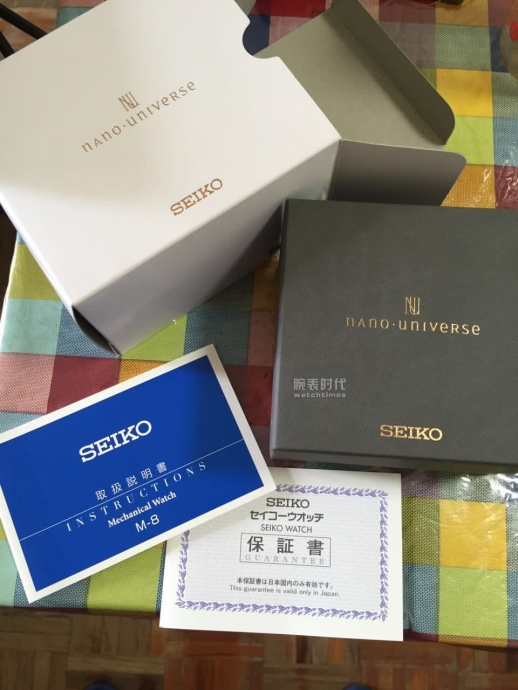 NU
nAno·universe
SEIKO
NU
nAno·universe
腕表时代
watchtimes
SEIKO
SEIKO
取扱説明書
INSTRUCTIONS
Mechanical Watch
M-8
SEIKO
セイコーウオッチ
SEIKO WATCH
保証書
GUARANTEE
本保証書は日本国内のみ有効です。
This guarantee is valid only in Japan.